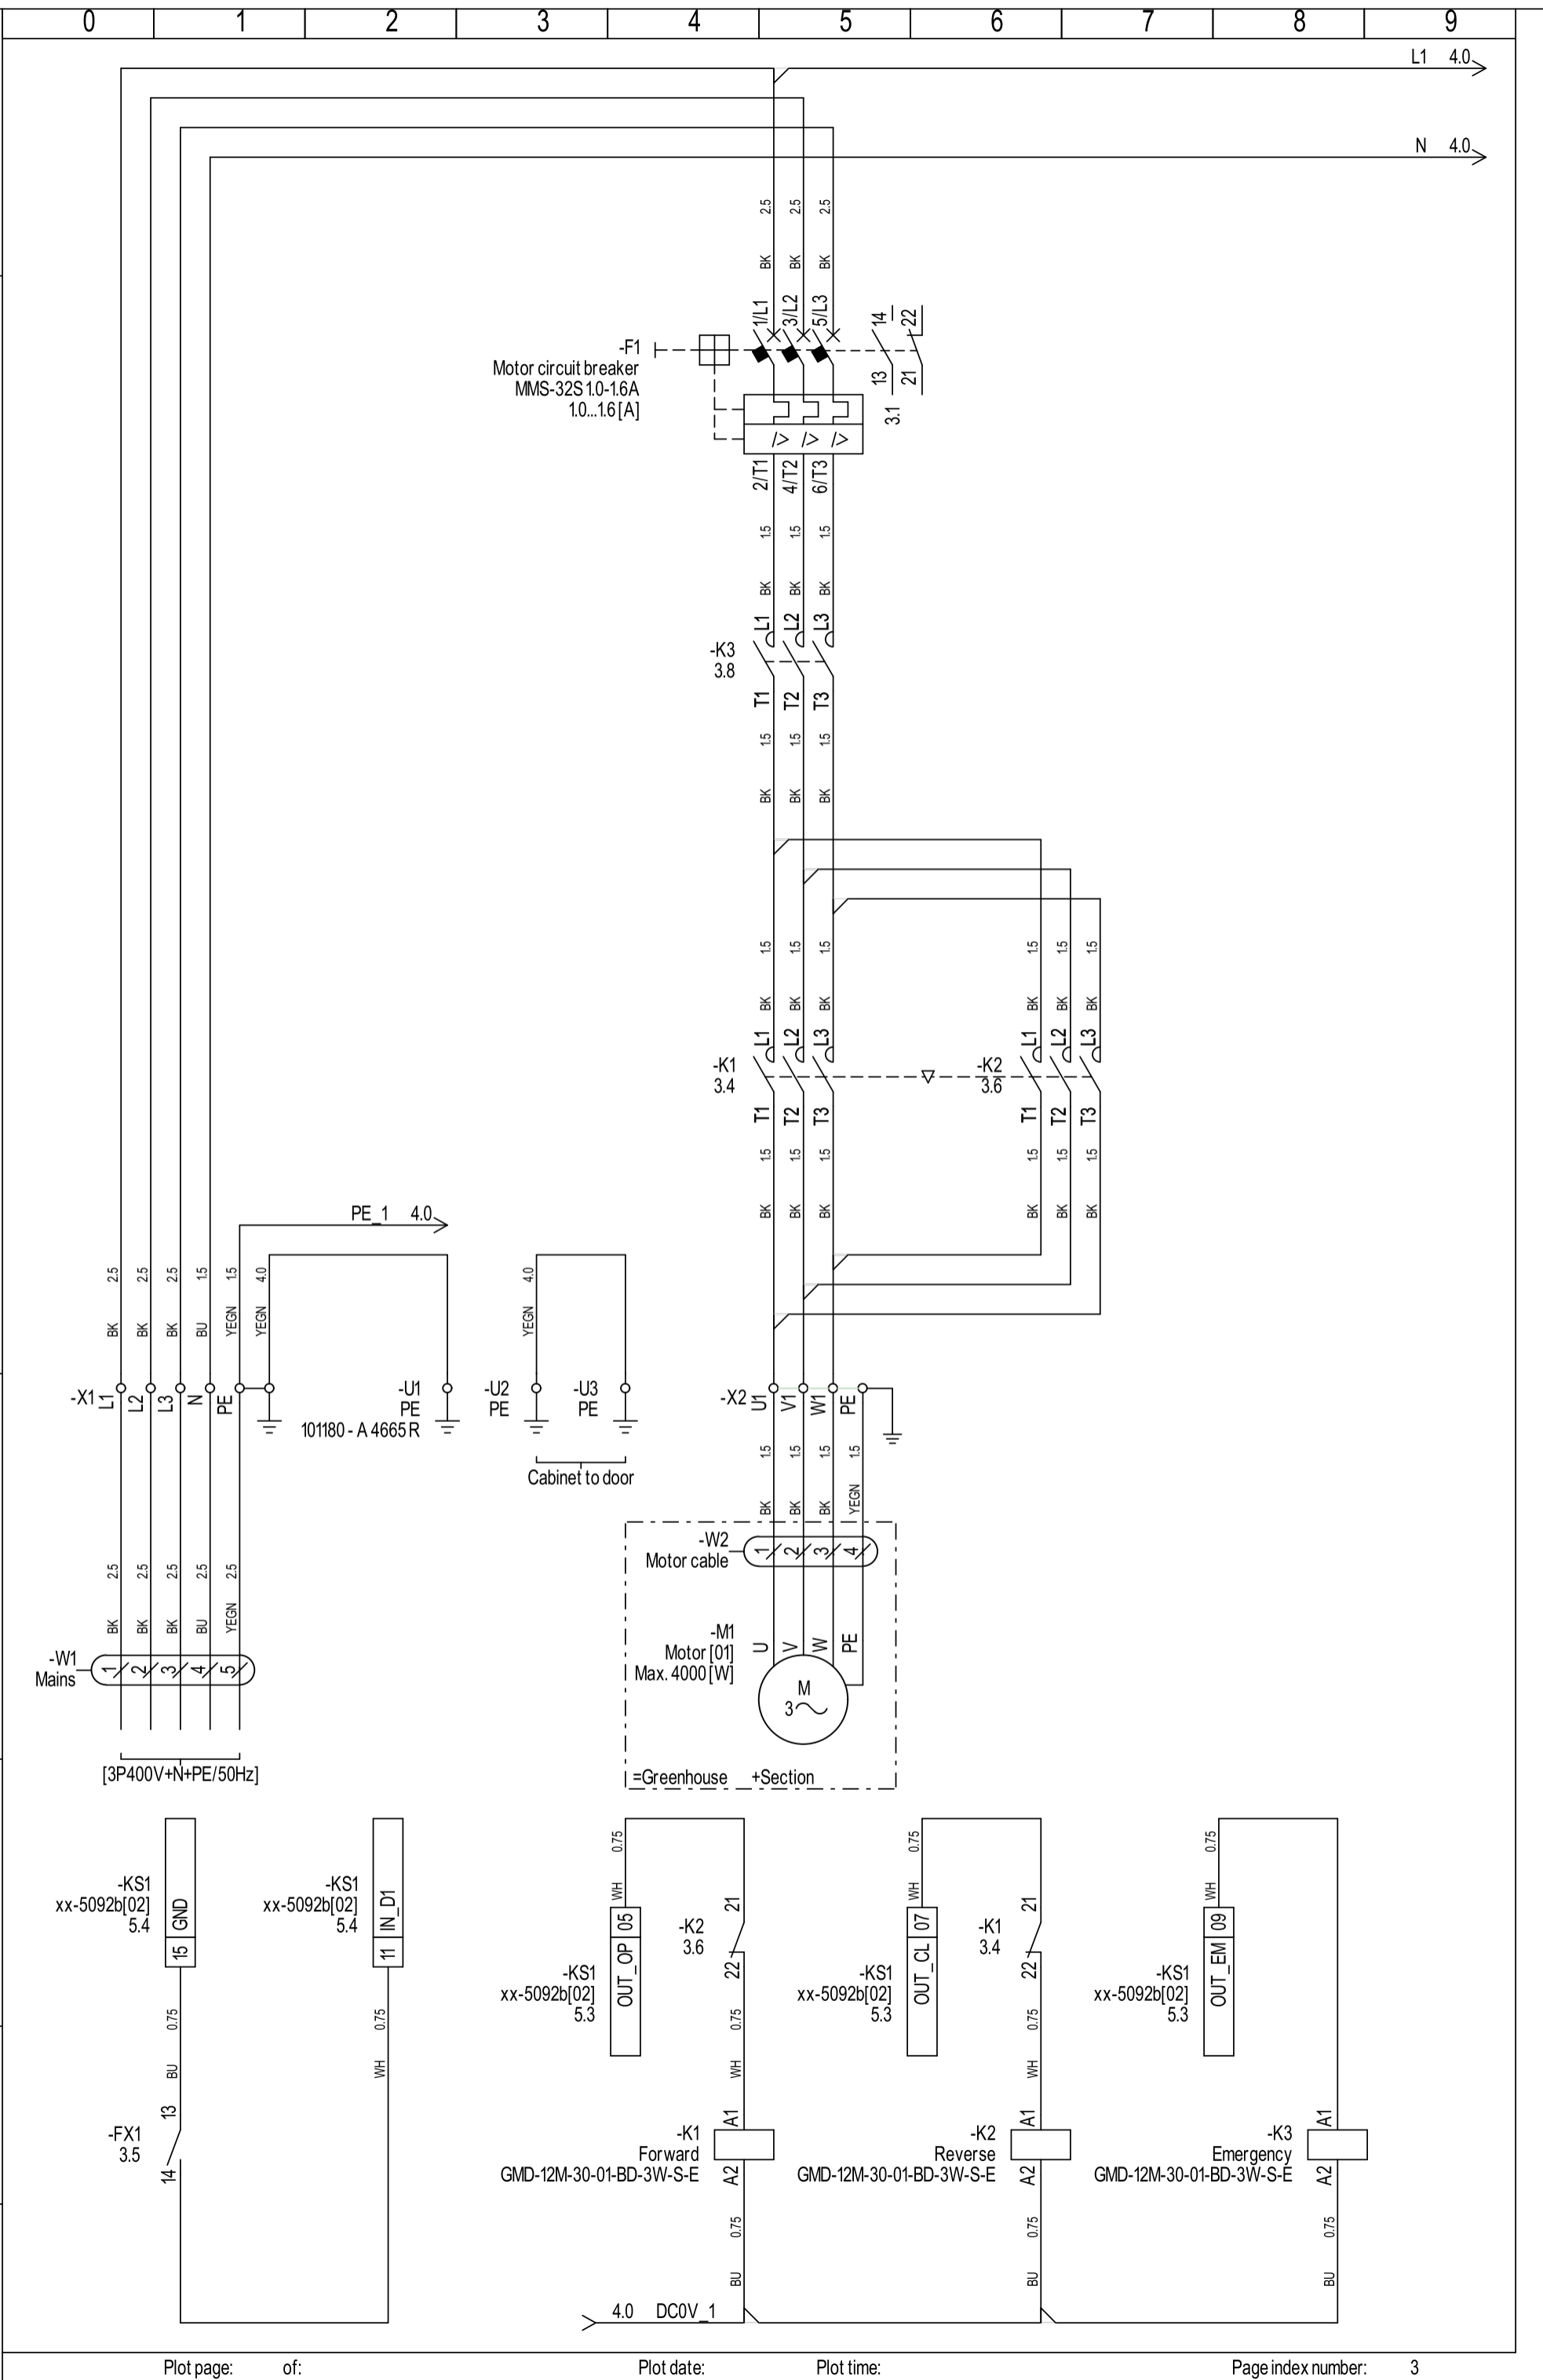 0 1 2 3 4 5 6 7 8 9
L1 4.0
N 4.0
2.5 2.5 2.5
BK BK BK
1/L1 3/L2 5/L3
14 22
-F1
Motor circuit breaker
MMS-32S 1.0-1.6A
1.0...1.6 [A]
13 21
3.1
I> I> I>
2/T1 4/T2 6/T3
1.5 1.5 1.5
BK BK BK
L1 L2 L3
-K3
3.8
T1 T2 T3
1.5 1.5 1.5
BK BK BK
1.5 1.5 1.5 1.5 1.5 1.5
BK BK BK BK BK BK
L1 L2 L3 L1 L2 L3
-K1 -K2
3.4 3.6
T1 T2 T3 T1 T2 T3
1.5 1.5 1.5 1.5 1.5 1.5
BK BK BK BK BK BK
PE_1 4.0
2.5 2.5 2.5 1.5 1.5 4.0 4.0
BK BK BK BU YEGN YEGN YEGN
-X1 L1 L2 L3 N PE
-U1
PE
101180 - A 4665 R
-U2
PE
-U3
PE
Cabinet to door
-X2 U1 V1 W1 PE
1.5 1.5 1.5 1.5
BK BK BK YEGN
-W2
Motor cable
1 2 3 4
2.5 2.5 2.5 2.5 2.5
BK BK BK BU YEGN
-W1
Mains
1 2 3 4 5
[3P400V+N+PE/50Hz]
-M1
Motor [01]
Max. 4000 [W]
U V W PE
M
3
=Greenhouse +Section
-KS1
xx-5092b[02]
5.4
GND
15
0.75
BU
13
-FX1
3.5
14
-KS1
xx-5092b[02]
5.4
IN_D1
11
0.75
WH
0.75
WH
05
OUT_OP
-KS1
xx-5092b[02]
5.3
21
-K2
3.6
22
0.75
WH
A1
-K1
Forward
GMD-12M-30-01-BD-3W-S-E
A2
0.75
BU
0.75
WH
07
OUT_CL
-KS1
xx-5092b[02]
5.3
21
-K1
3.4
22
0.75
WH
A1
-K2
Reverse
GMD-12M-30-01-BD-3W-S-E
A2
0.75
BU
0.75
WH
09
OUT_EM
-KS1
xx-5092b[02]
5.3
A1
-K3
Emergency
GMD-12M-30-01-BD-3W-S-E
A2
0.75
BU
4.0 DC0V_1
Plot page: of: Plot date: Plot time: Page index number: 3